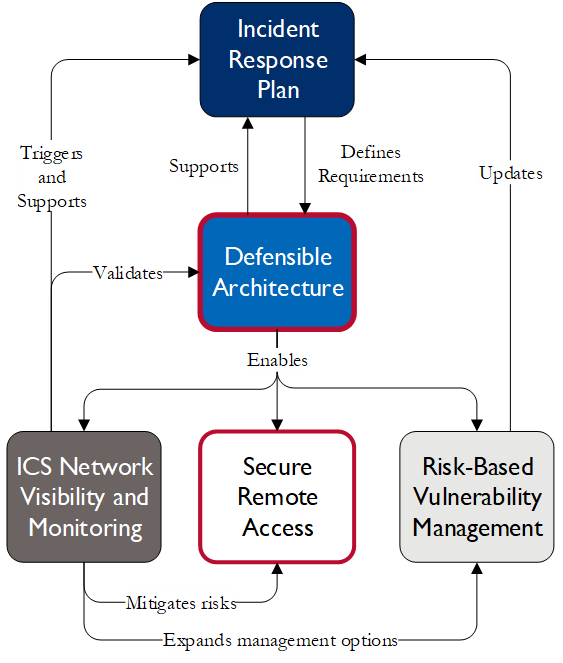 Incident
Response
Plan
Triggers
and
Supports
Supports
Defines
Requirements
Updates
Validates
Defensible
Architecture
Enables
ICS Network
Visibility and
Monitoring
Secure
Remote
Access
Risk-Based
Vulnerability
Management
Mitigates risks
Expands management options